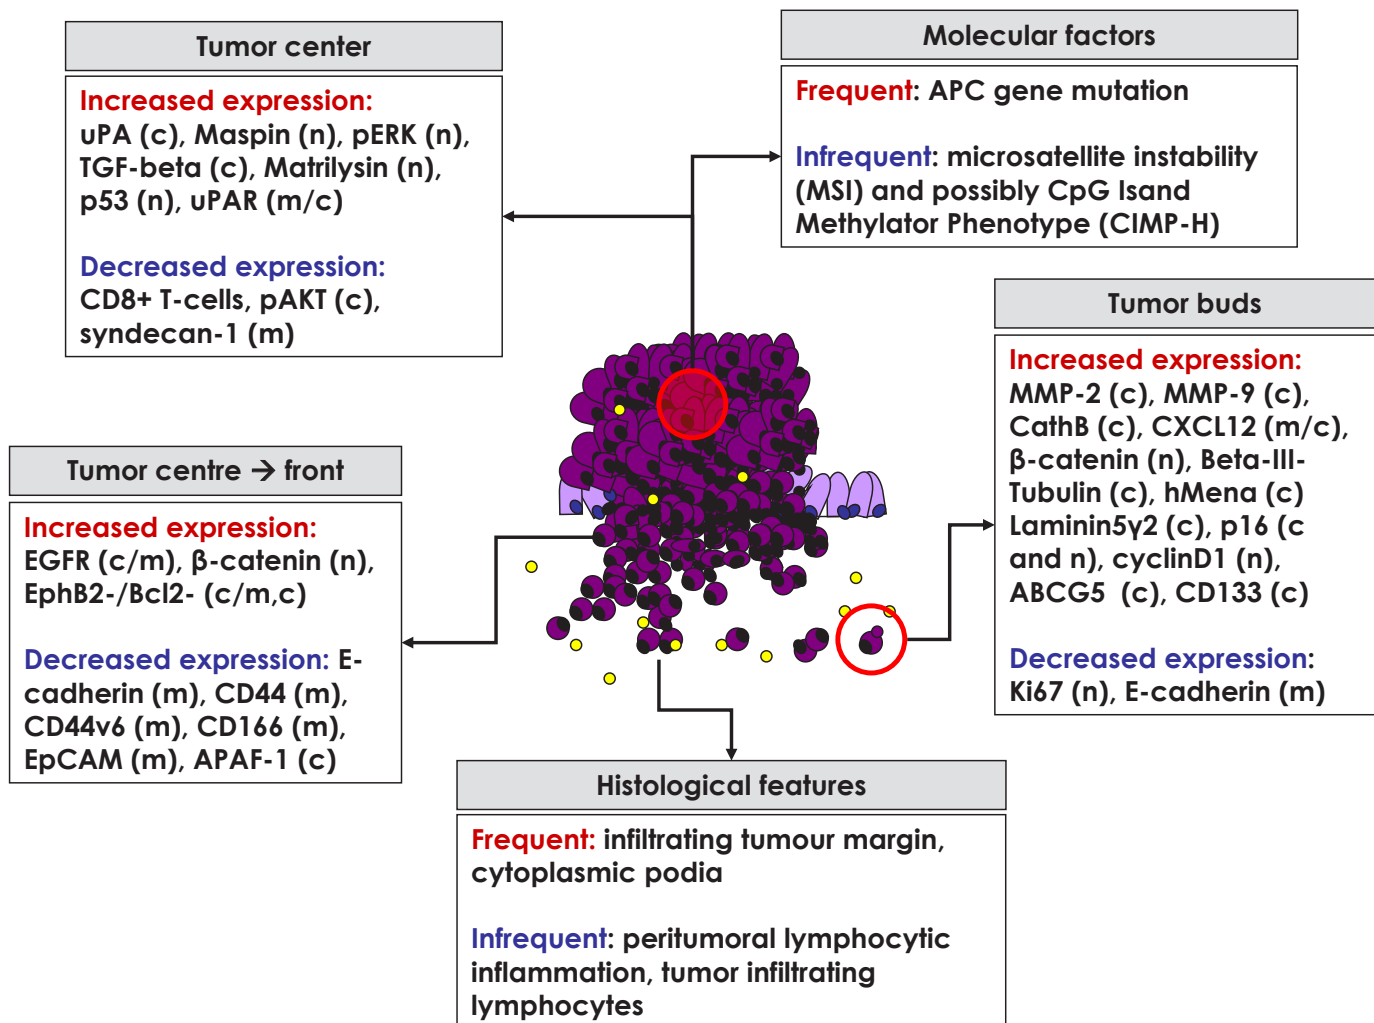 Tumor center
Increased expression:
uPA (c), Maspin (n), pERK (n),
TGF-beta (c), Matrilysin (n),
p53 (n), uPAR (m/c)
Decreased expression:
CD8+ T-cells, pAKT (c),
syndecan-1 (m)
Molecular factors
Frequent: APC gene mutation
Infrequent: microsatellite instability
(MSI) and possibly CpG Isand
Methylator Phenotype (CIMP-H)
Tumor buds
Increased expression:
MMP-2 (c), MMP-9 (c),
CathB (c), CXCL12 (m/c),
β-catenin (n), Beta-III-
Tubulin (c), hMena (c)
Laminin5γ2 (c), p16 (c
and n), cyclinD1 (n),
ABCG5 (c), CD133 (c)
Decreased expression:
Ki67 (n), E-cadherin (m)
Tumor centre → front
Increased expression:
EGFR (c/m), β-catenin (n),
EphB2-/Bcl2- (c/m,c)
Decreased expression: E-
cadherin (m), CD44 (m),
CD44v6 (m), CD166 (m),
EpCAM (m), APAF-1 (c)
Histological features
Frequent: infiltrating tumour margin,
cytoplasmic podia
Infrequent: peritumoral lymphocytic
inflammation, tumor infiltrating
lymphocytes